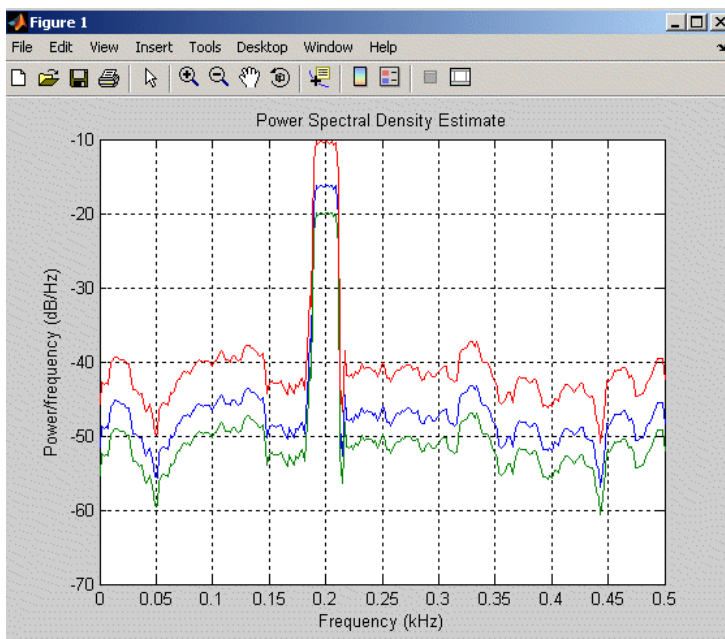 Figure 1
File Edit View Insert Tools Desktop Window Help
Power Spectral Density Estimate
-10
-20
-30
-40
-50
-60
-70
Power/frequency (dB/Hz)
0 0.05 0.1 0.15 0.2 0.25 0.3 0.35 0.4 0.45 0.5
Frequency (kHz)